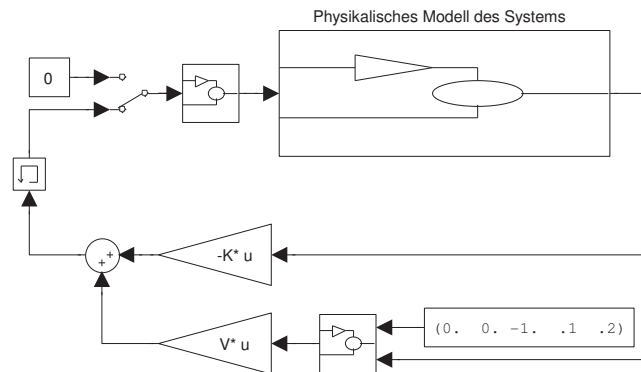 Physikalisches Modell des Systems
0
+
+
-K* u
V* u
(0. 0. -1. .1 .2)